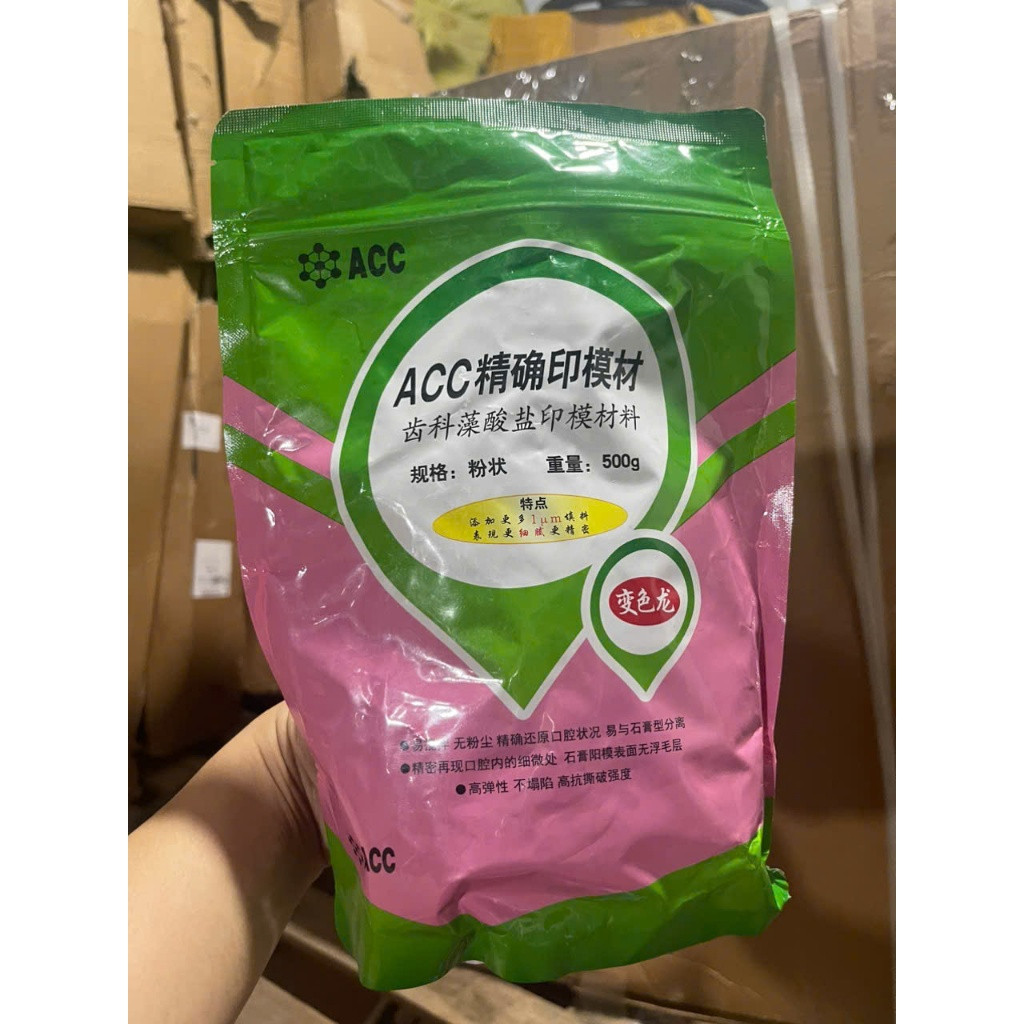 ACC
ACC精确印模材
齿科藻酸盐印模材料
规格：粉状 重量：500g
特点
添加更多1μm填料
表现更细腻更精密
变色龙
无粉尘 精确还原口腔状况 易与石膏型分离
●精密再现口腔内的细微处 石膏阳模表面无浮毛层
●高弹性 不塌陷 高抗撕破强度
ACC